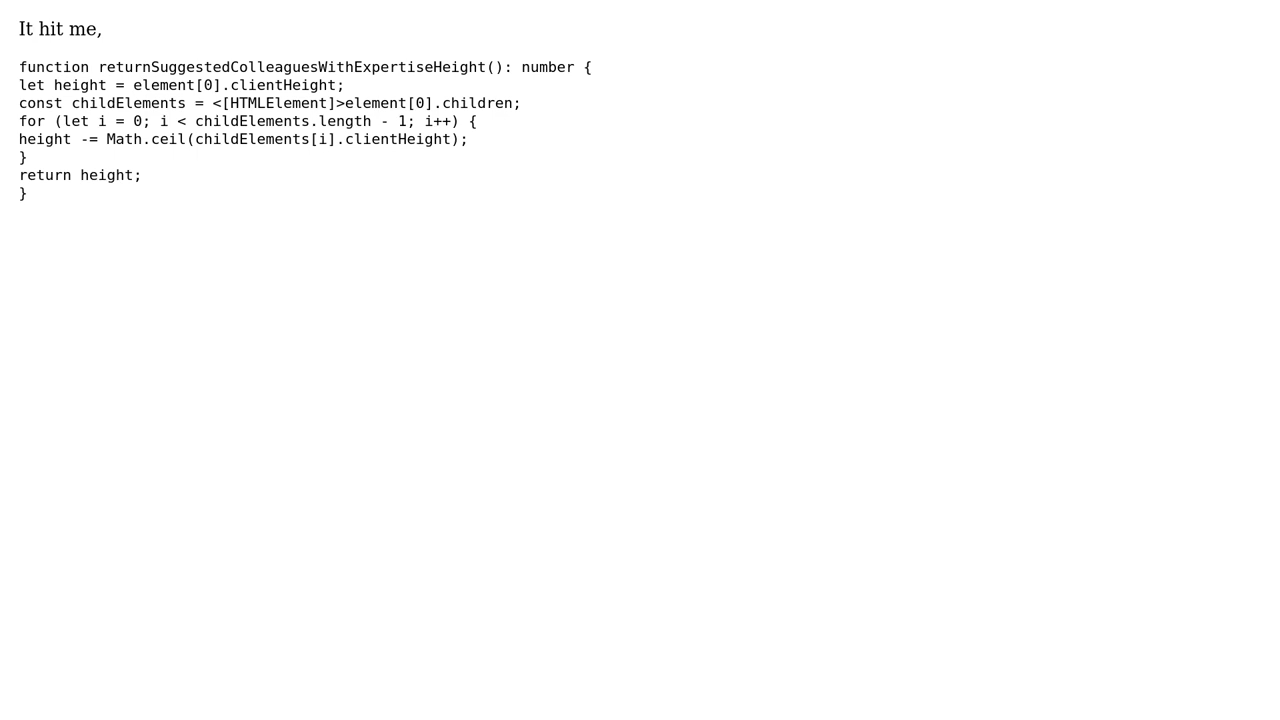 It hit me,
function returnSuggestedColleaguesWithExpertiseHeight(): number {
let height = element[0].clientHeight;
const childElements = <[HTMLElement]>element[0].children;
for (let i = 0; i < childElements.length - 1; i++) {
height -= Math.ceil(childElements[i].clientHeight);
}
return height;
}